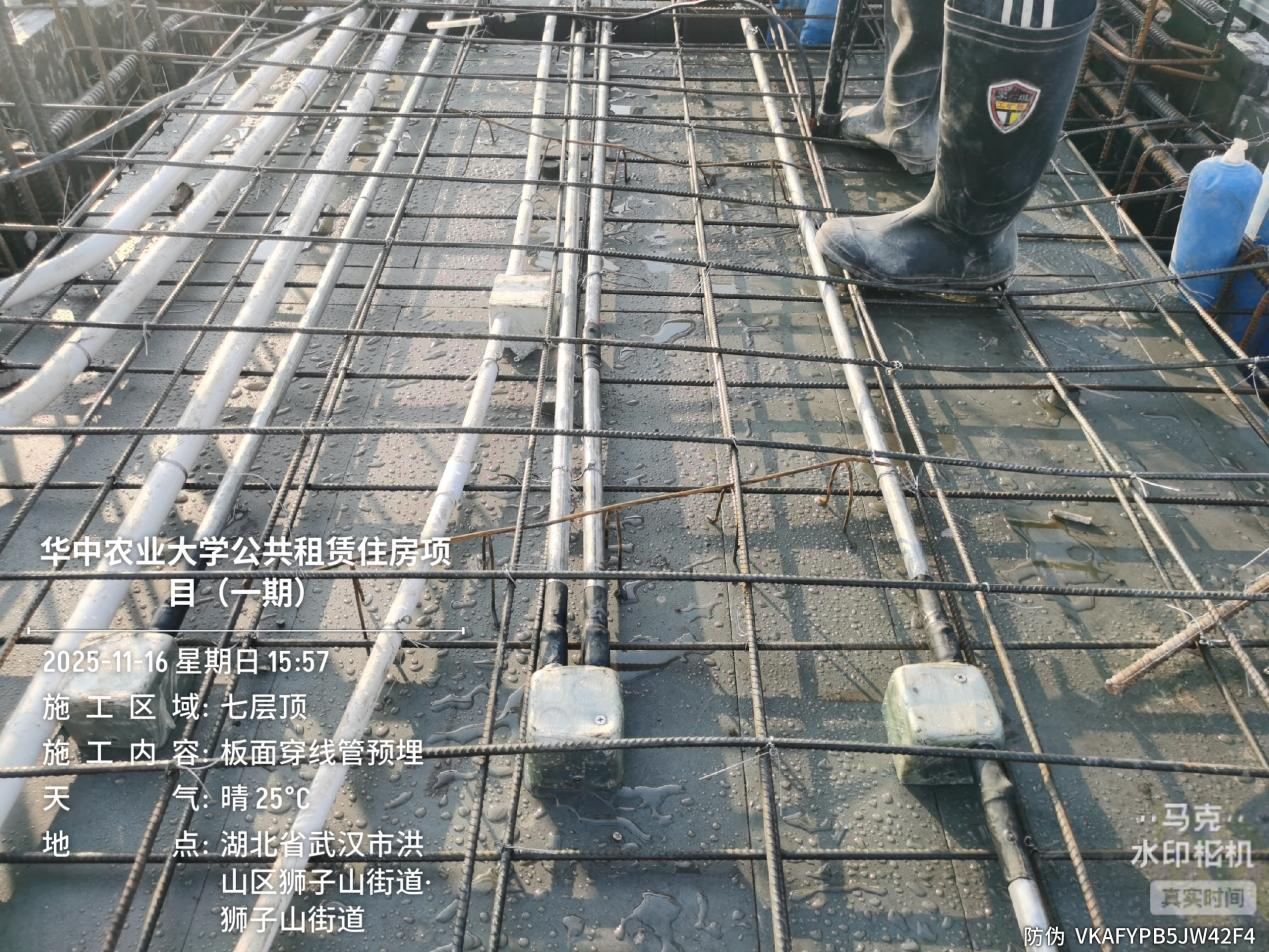 华中农业大学公共租赁住房项
目（一期）
2025-11-16 星期日 15:57
施工区域：七层顶
施工内容：板面穿线管预埋
天气：晴 25°C
地点：湖北省武汉市洪
山区狮子山街道·
狮子山街道
马克
水印相机
真实时间
防伪 VKAFYPB5JW42F4